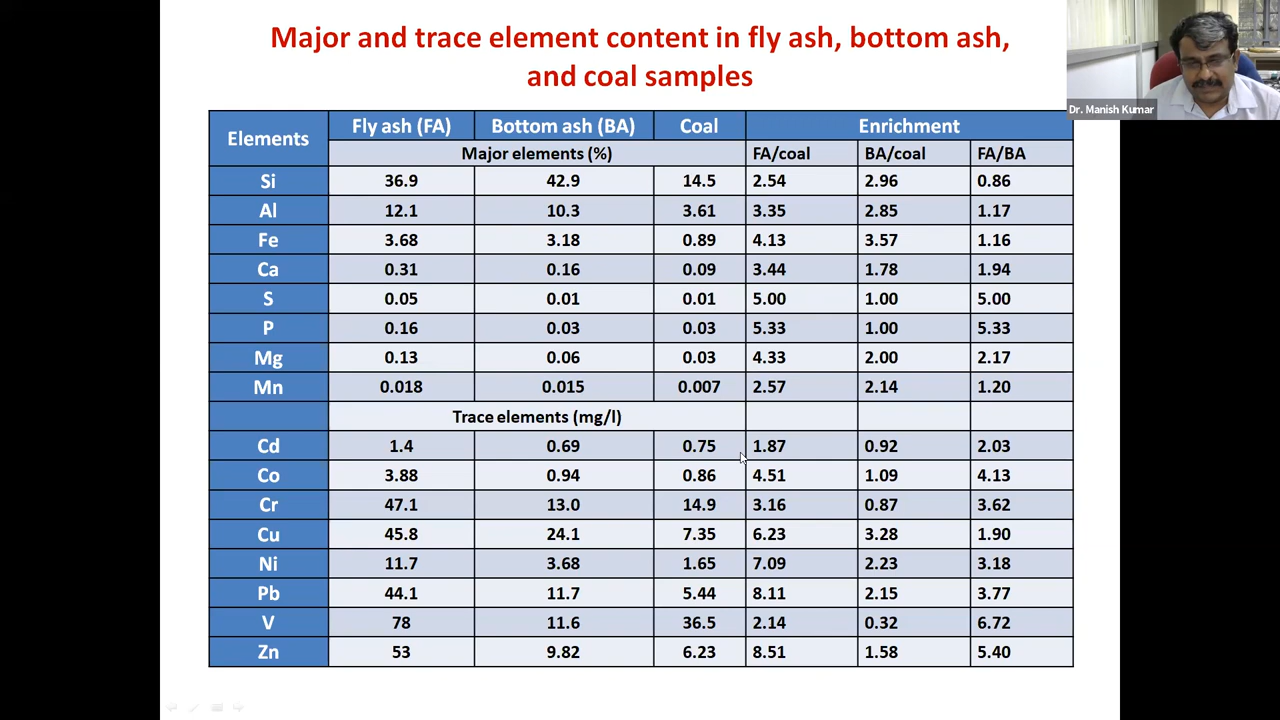 Major and trace element content in fly ash, bottom ash,
and coal samples
Dr. Manish Kumar
Elements Fly ash (FA) Bottom ash (BA) Coal Enrichment
Major elements (%) FA/coal BA/coal FA/BA
Si 36.9 42.9 14.5 2.54 2.96 0.86
Al 12.1 10.3 3.61 3.35 2.85 1.17
Fe 3.68 3.18 0.89 4.13 3.57 1.16
Ca 0.31 0.16 0.09 3.44 1.78 1.94
S 0.05 0.01 0.01 5.00 1.00 5.00
P 0.16 0.03 0.03 5.33 1.00 5.33
Mg 0.13 0.06 0.03 4.33 2.00 2.17
Mn 0.018 0.015 0.007 2.57 2.14 1.20
Trace elements (mg/l)
Cd 1.4 0.69 0.75 1.87 0.92 2.03
Co 3.88 0.94 0.86 4.51 1.09 4.13
Cr 47.1 13.0 14.9 3.16 0.87 3.62
Cu 45.8 24.1 7.35 6.23 3.28 1.90
Ni 11.7 3.68 1.65 7.09 2.23 3.18
Pb 44.1 11.7 5.44 8.11 2.15 3.77
V 78 11.6 36.5 2.14 0.32 6.72
Zn 53 9.82 6.23 8.51 1.58 5.40